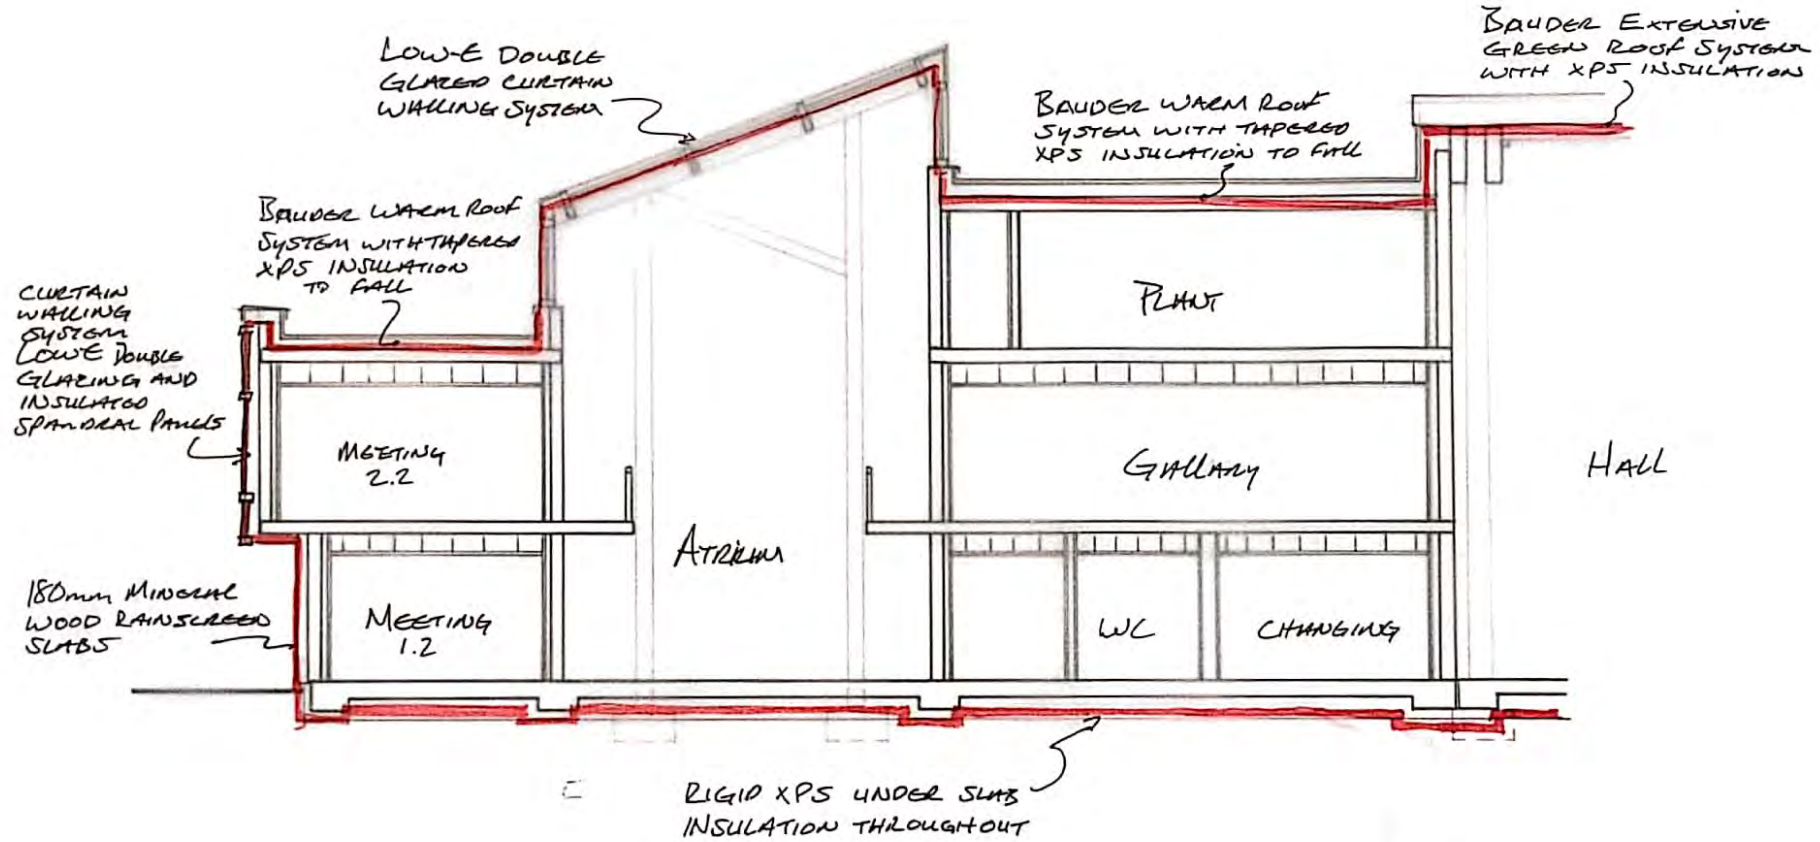 LOW-E DOUBLE
GLAZED CURTAIN
WALLING SYSTEM
BAUDER EXTENSIVE
GREEN ROOF SYSTEM
WITH XPS INSULATION
BAUDER WARM ROOF
SYSTEM WITH TAPERED
XPS INSULATION TO FALL
BAUDER WARM ROOF
SYSTEM WITH TAPERED
XPS INSULATION
TO FALL
CURTAIN
WALLING
SYSTEM
LOW E DOUBLE
GLAZING AND
INSULATED
SPANDRAL PANELS
PLANT
MEETING
2.2
GALLARY
HALL
ATRIUM
180mm MINERAL
WOOD RAINSCREED
SLABS
MEETING
1.2
WC
CHANGING
RIGID XPS UNDER SLAB
INSULATION THROUGHOUT